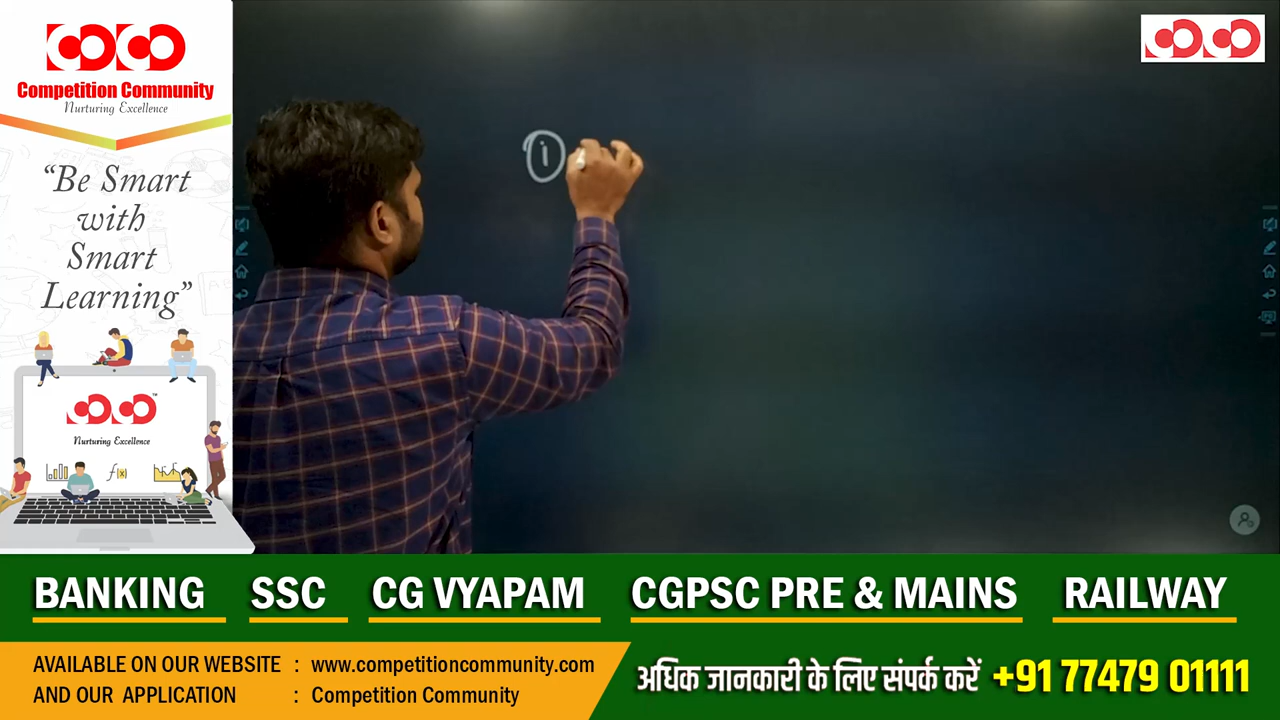 Competition Community
Nurturing Excellence
“Be Smart
with
Smart
Learning”
Nurturing Excellence
f(x)
i
BANKING SSC CG VYAPAM CGPSC PRE & MAINS RAILWAY
AVAILABLE ON OUR WEBSITE : www.competitioncommunity.com
AND OUR APPLICATION : Competition Community
अधिक जानकारी के लिए संपर्क करें +91 77479 01111